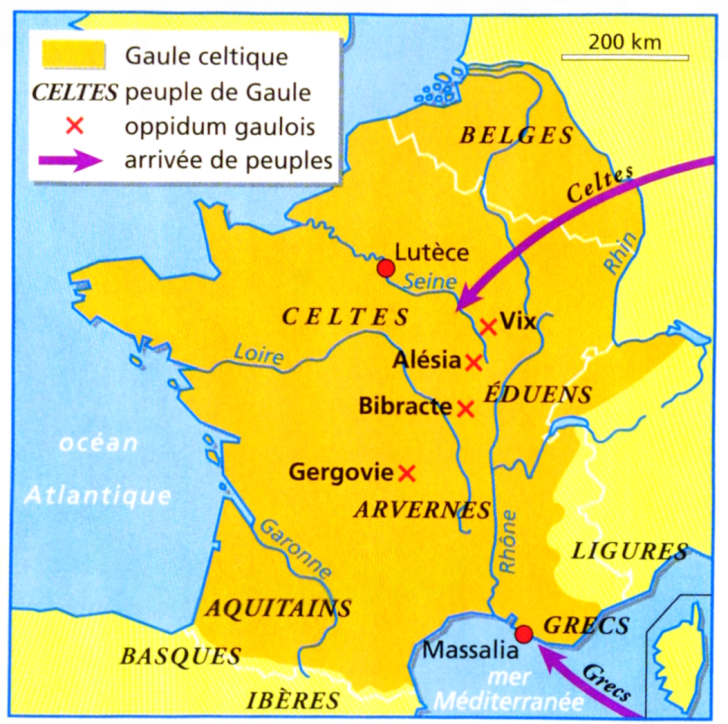 Gaule celtique
CELTES peuple de Gaule
oppidum gaulois
arrivée de peuples
200 km
BELGES
Celtes
Rhin
Lutèce
Seine
CELTES
Vix
Loire
Alésia
ÉDUENS
Bibracte
océan
Atlantique
Gergovie
ARVERNES
Garonne
Rhône
LIGURES
AQUITAINS
GRECS
Massalia
BASQUES
mer
Méditerranée
Grecs
IBÈRES